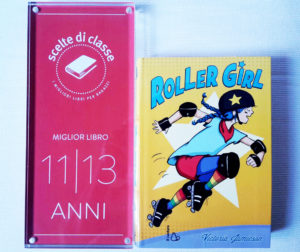 scelte di classe
I MIGLIORI LIBRI PER RAGAZZI
MIGLIOR LIBRO
11|13
ANNI
ROLLER GIRL
Victoria Jamieson